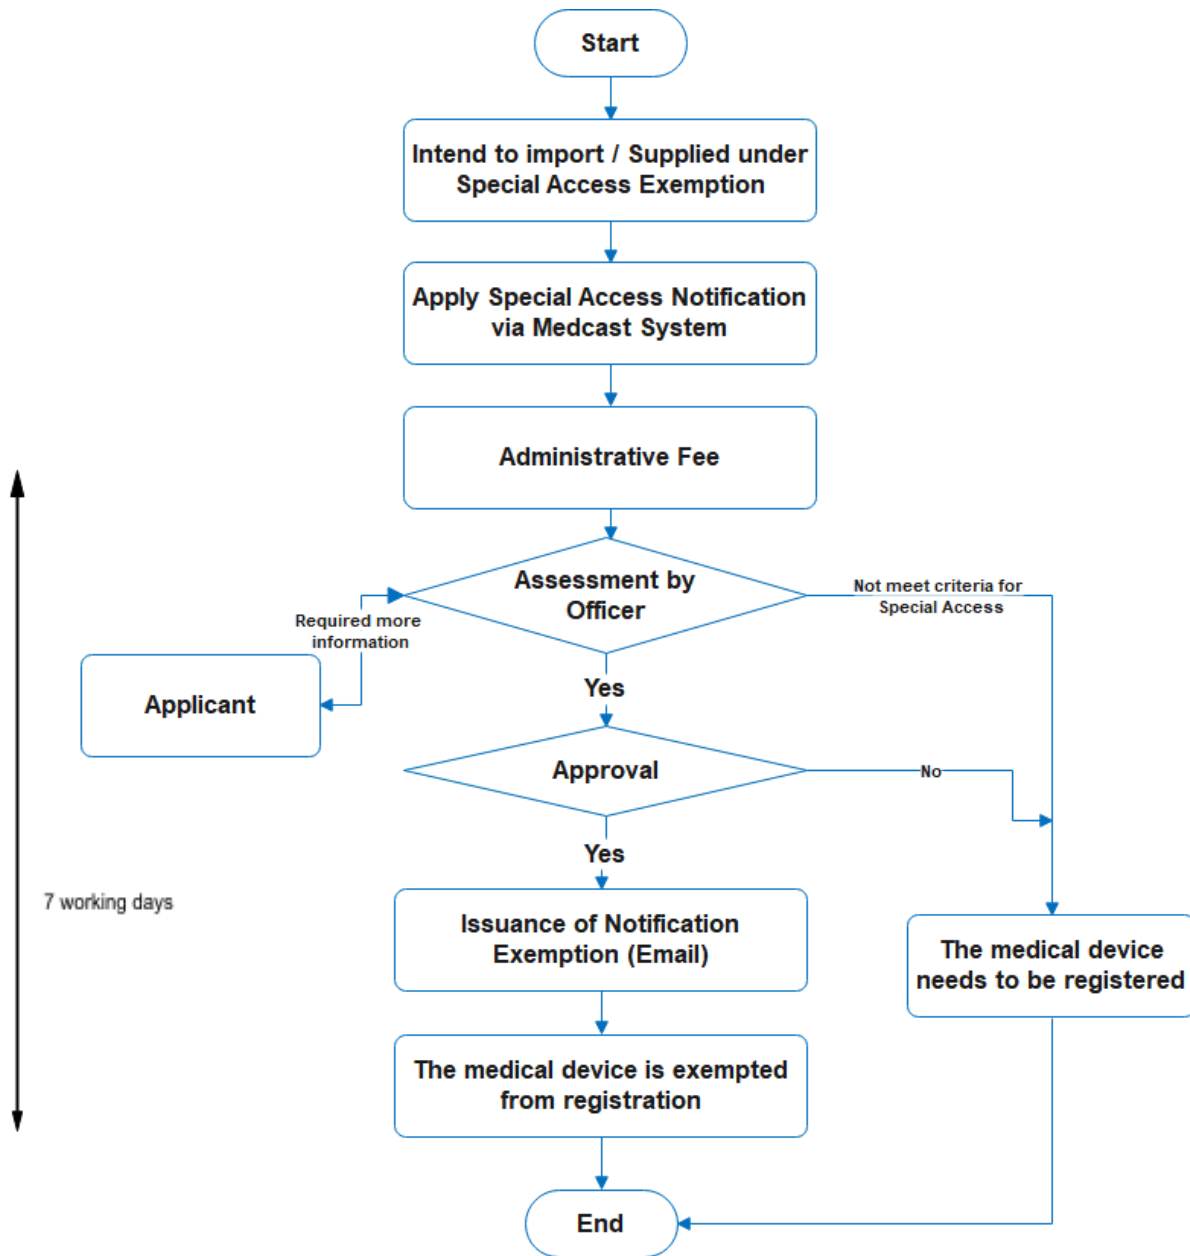 Start
Intend to import / Supplied under
Special Access Exemption
Apply Special Access Notification
via Medcast System
Administrative Fee
Assessment by
Officer
Not meet criteria for
Special Access
Required more
information
Applicant
Yes
Approval
No
Yes
7 working days
Issuance of Notification
Exemption (Email)
The medical device
needs to be registered
The medical device is exempted
from registration
End